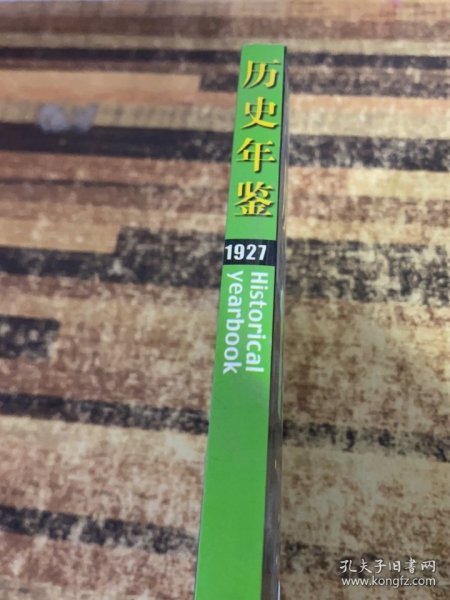 历史年鉴
1927
Historical
yearbook
孔夫子旧书网
www.kongfz.com